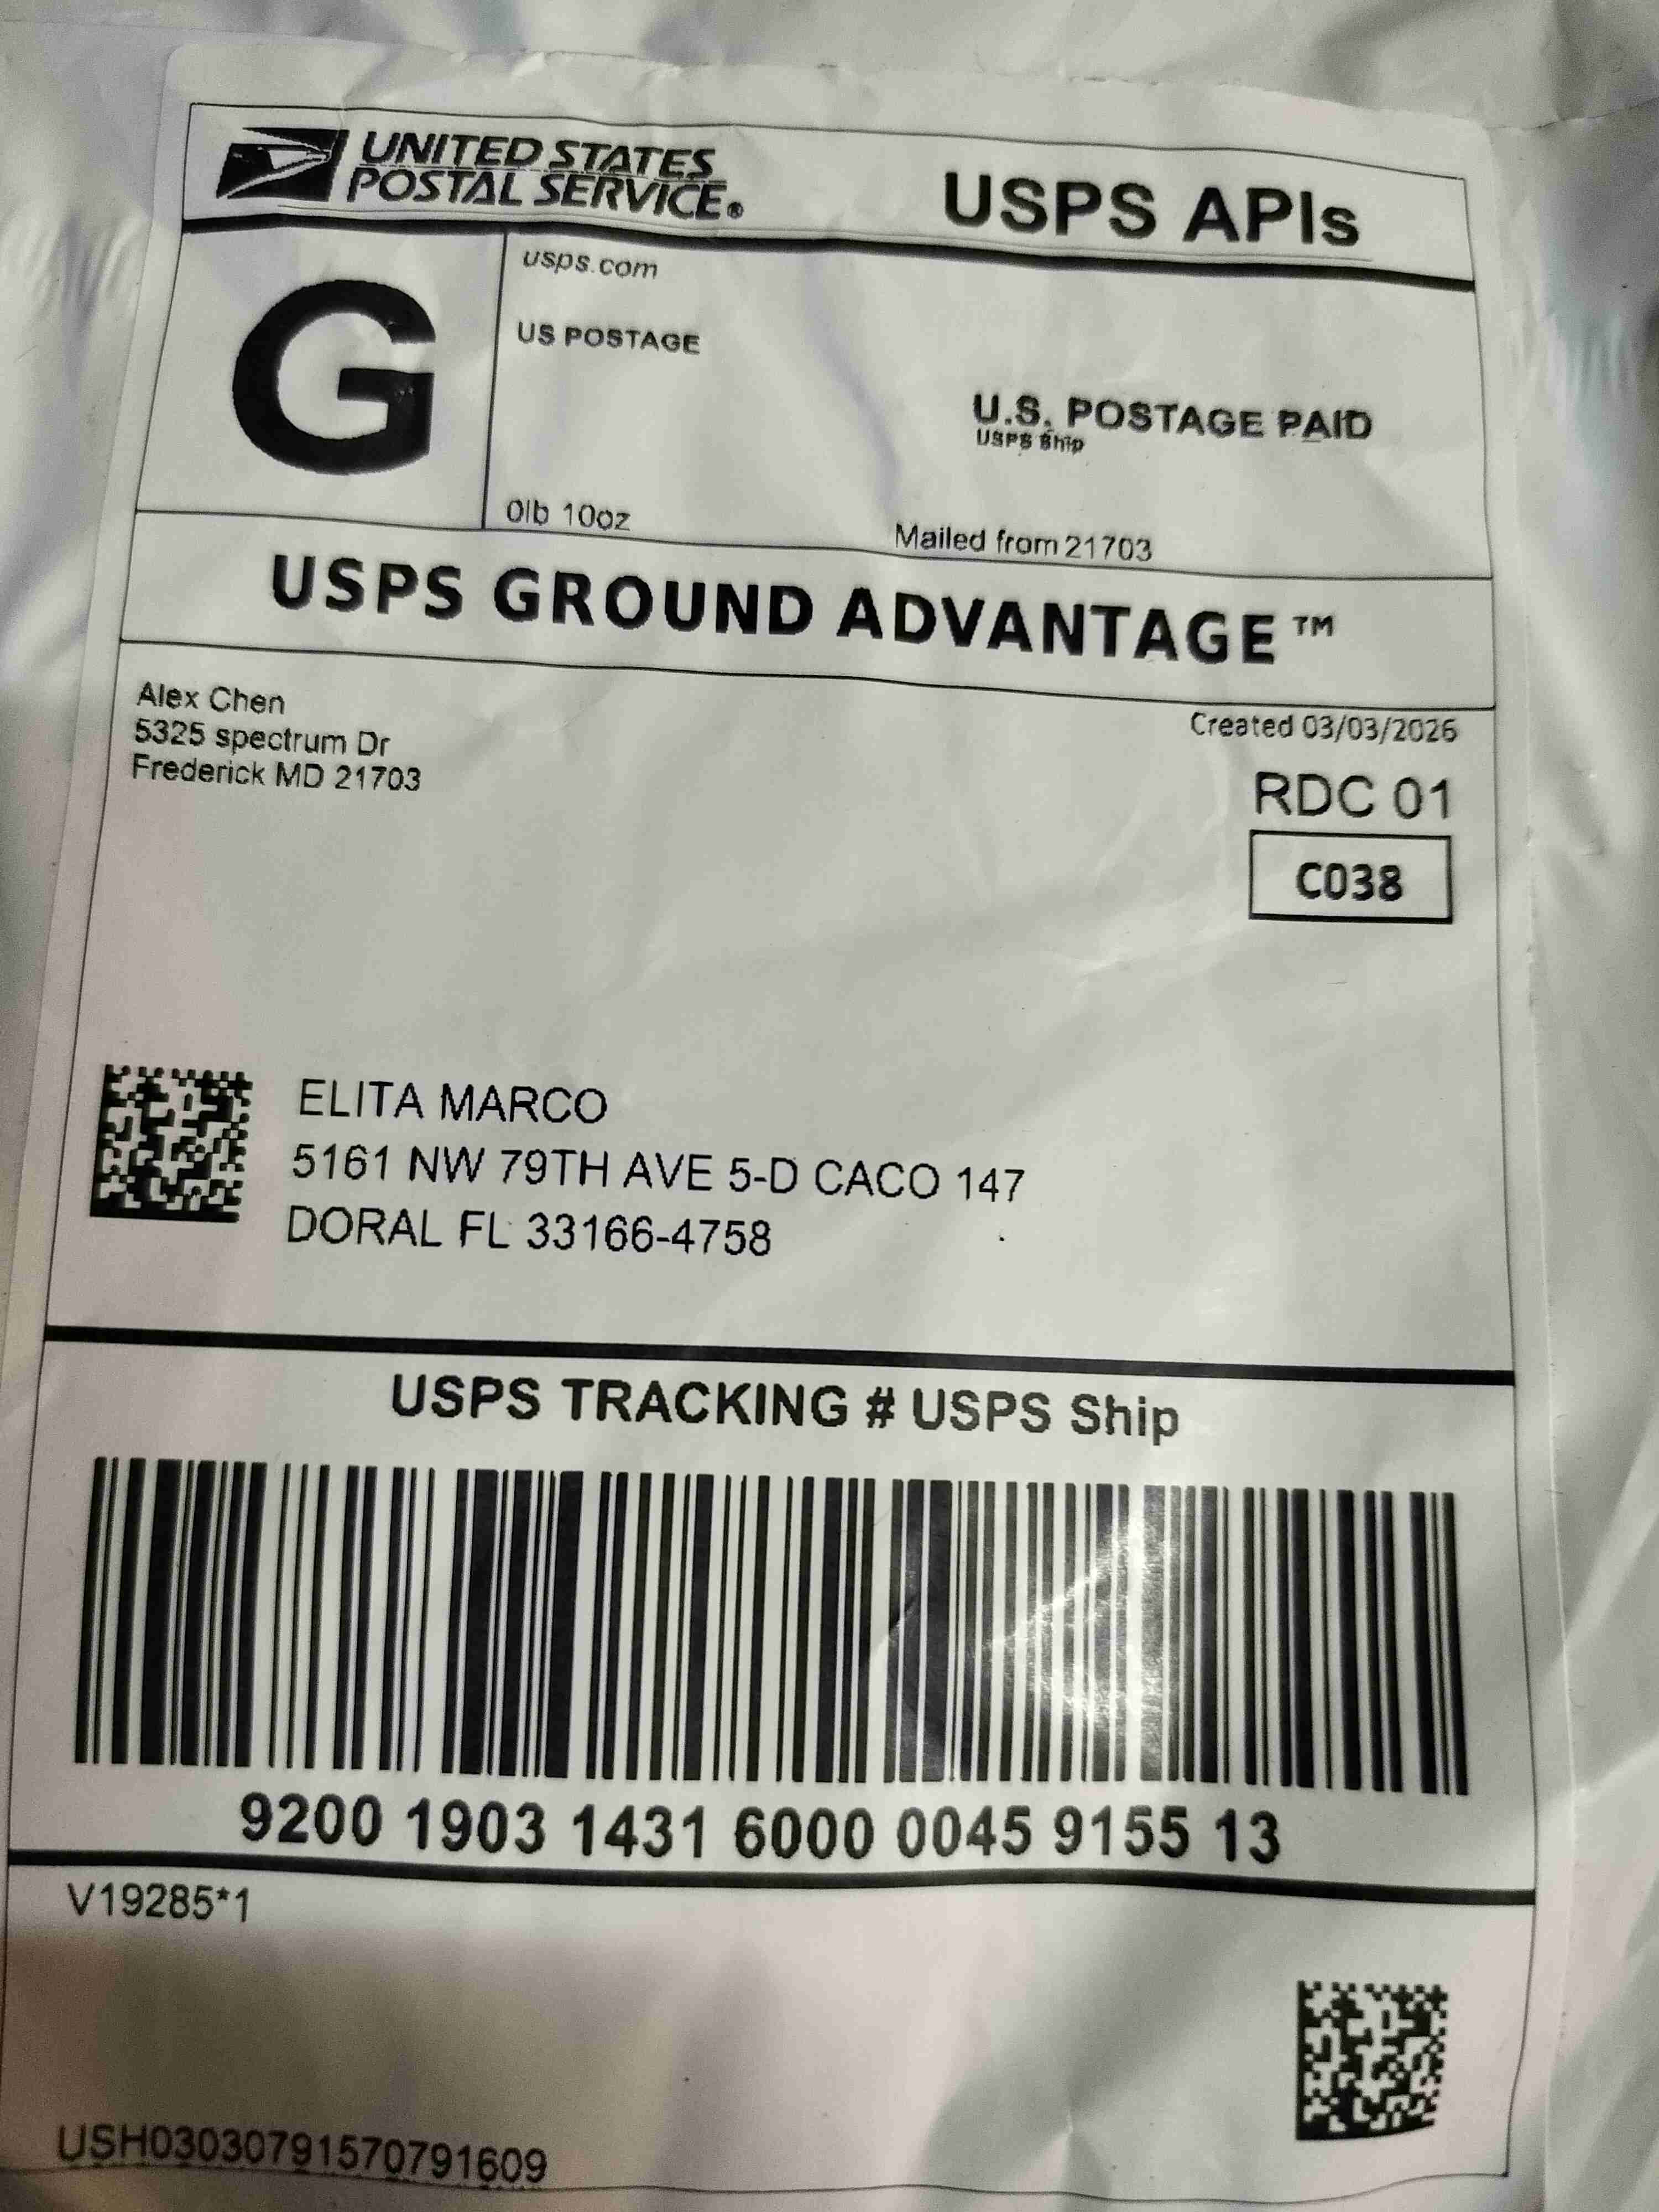 UNITED STATES
POSTAL SERVICE®
USPS APIs
G
usps.com
US POSTAGE
U.S. POSTAGE PAID
USPS Ship
0lb 10oz
Mailed from 21703
USPS GROUND ADVANTAGE™
Alex Chen
5325 spectrum Dr
Frederick MD 21703
Created 03/03/2026
RDC 01
C038
ELITA MARCO
5161 NW 79TH AVE 5-D CACO 147
DORAL FL 33166-4758
USPS TRACKING # USPS Ship
9200 1903 1431 6000 0045 9155 13
V19285*1
USH03030791570791609